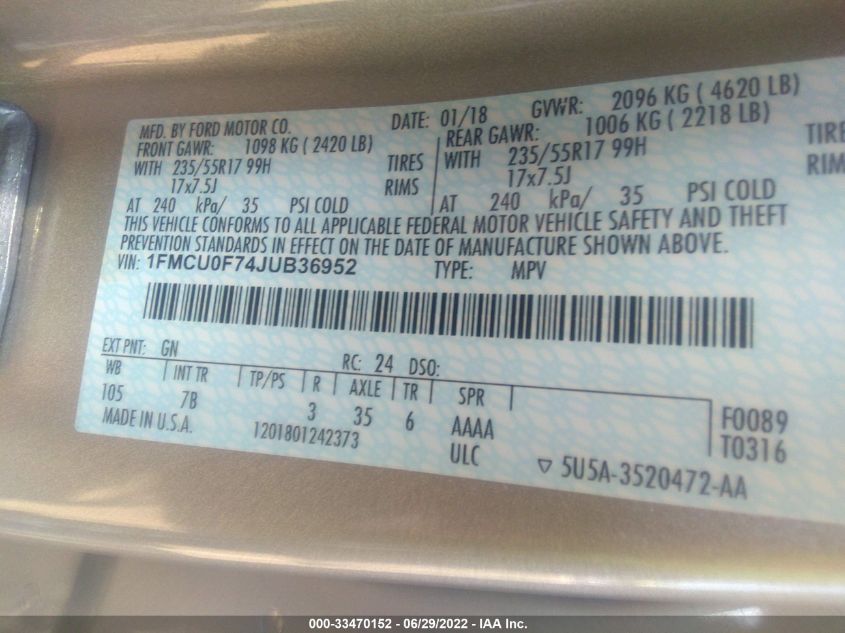 MFD. BY FORD MOTOR CO. DATE: 01/18 GVWR: 2096 KG ( 4620 LB)
FRONT GAWR: 1098 KG ( 2420 LB) REAR GAWR: 1006 KG ( 2218 LB)
WITH 235/55R17 99H TIRES WITH 235/55R17 99H TIRE
17x7.5J RIMS 17x7.5J RIM
AT 240 kPa/ 35 PSI COLD AT 240 kPa/ 35 PSI COLD
THIS VEHICLE CONFORMS TO ALL APPLICABLE FEDERAL MOTOR VEHICLE SAFETY AND THEFT
PREVENTION STANDARDS IN EFFECT ON THE DATE OF MANUFACTURE SHOWN ABOVE.
VIN: 1FMCU0F74JUB36952 TYPE: MPV
EXT PNT: GN RC: 24 DSO:
WB INT TR TP/PS R AXLE TR SPR
105 7B 3 35 6 AAAA F0089
MADE IN U.S.A. 1201801242373 ULC T0316
5U5A-3520472-AA
000-33470152 - 06/29/2022 - IAA Inc.